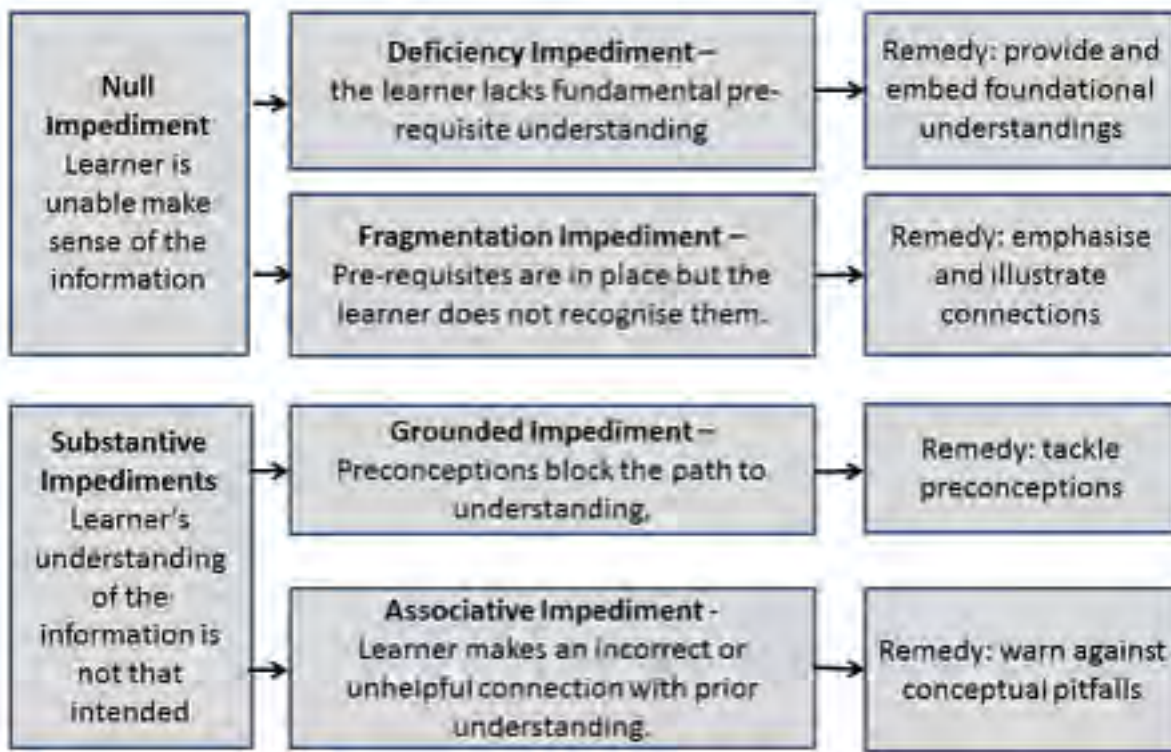 Null
Impediment
Learner is
unable make
sense of the
information
Deficiency Impediment –
the learner lacks fundamental pre-
requisite understanding
Remedy: provide and
embed foundational
understandings
Fragmentation Impediment –
Pre-requisites are in place but the
learner does not recognise them.
Remedy: emphasise
and illustrate
connections
Substantive
Impediments
Learner's
understanding
of the
information is
not that
intended
Grounded Impediment –
Preconceptions block the path to
understanding,
Remedy: tackle
preconceptions
Associative Impediment -
Learner makes an incorrect or
unhelpful connection with prior
understanding.
Remedy: warn against
conceptual pitfalls